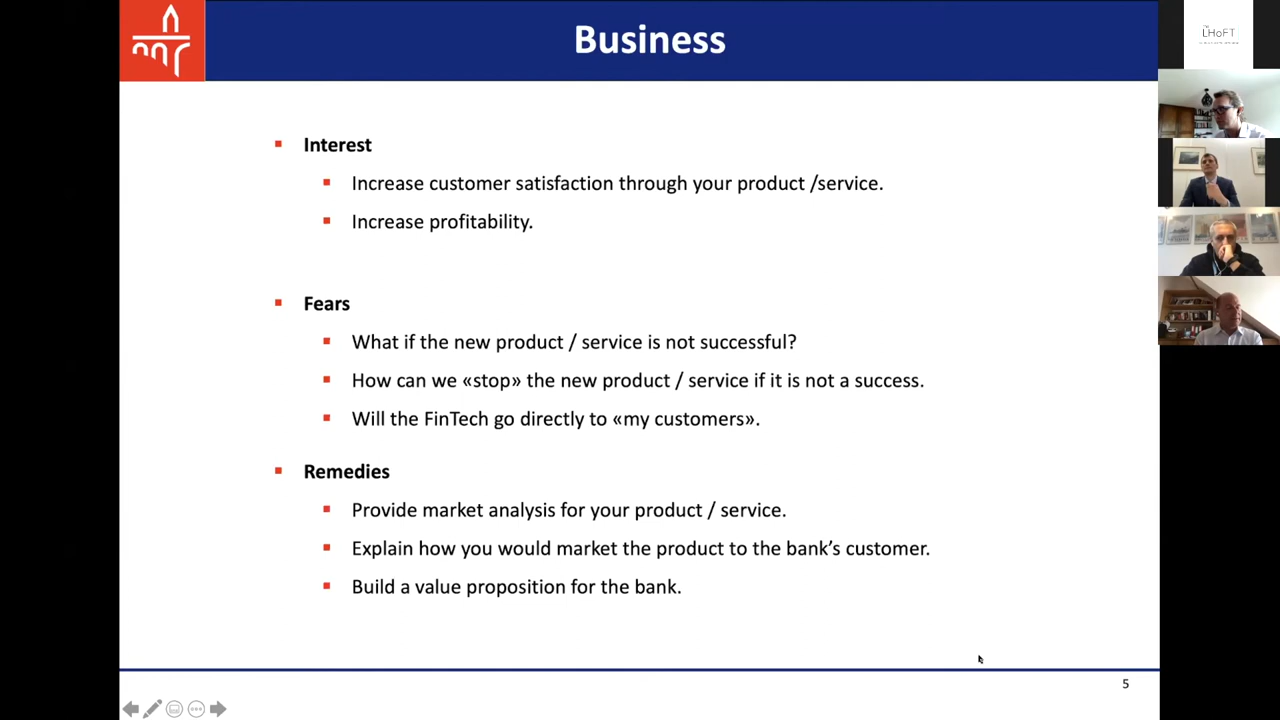 Business
LHoFT
Interest
Increase customer satisfaction through your product /service.
Increase profitability.
Fears
What if the new product / service is not successful?
How can we «stop» the new product / service if it is not a success.
Will the FinTech go directly to «my customers».
Remedies
Provide market analysis for your product / service.
Explain how you would market the product to the bank’s customer.
Build a value proposition for the bank.
5